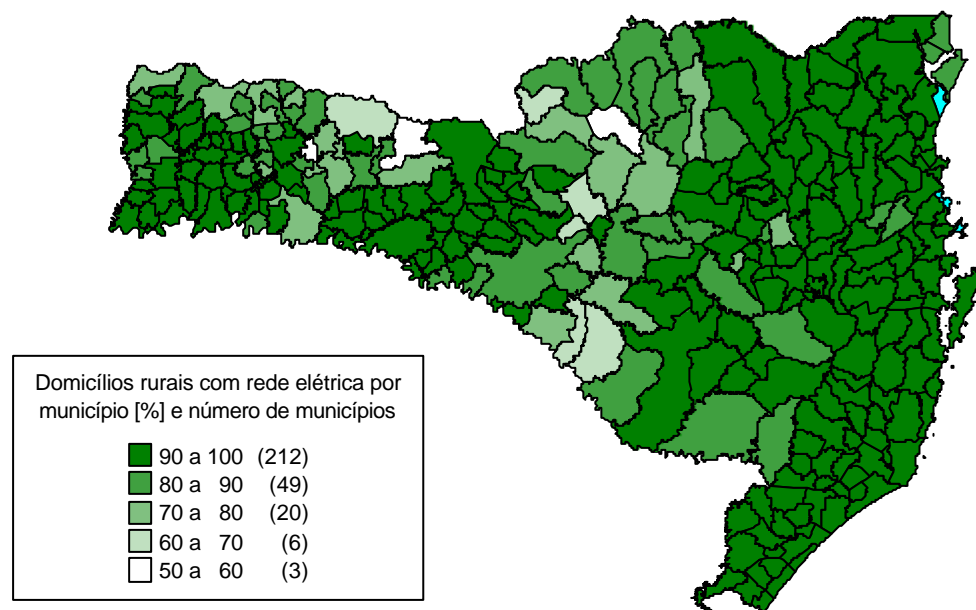 Domicílios rurais com rede elétrica por
município [%] e número de municípios
90 a 100 (212)
80 a 90 (49)
70 a 80 (20)
60 a 70 (6)
50 a 60 (3)